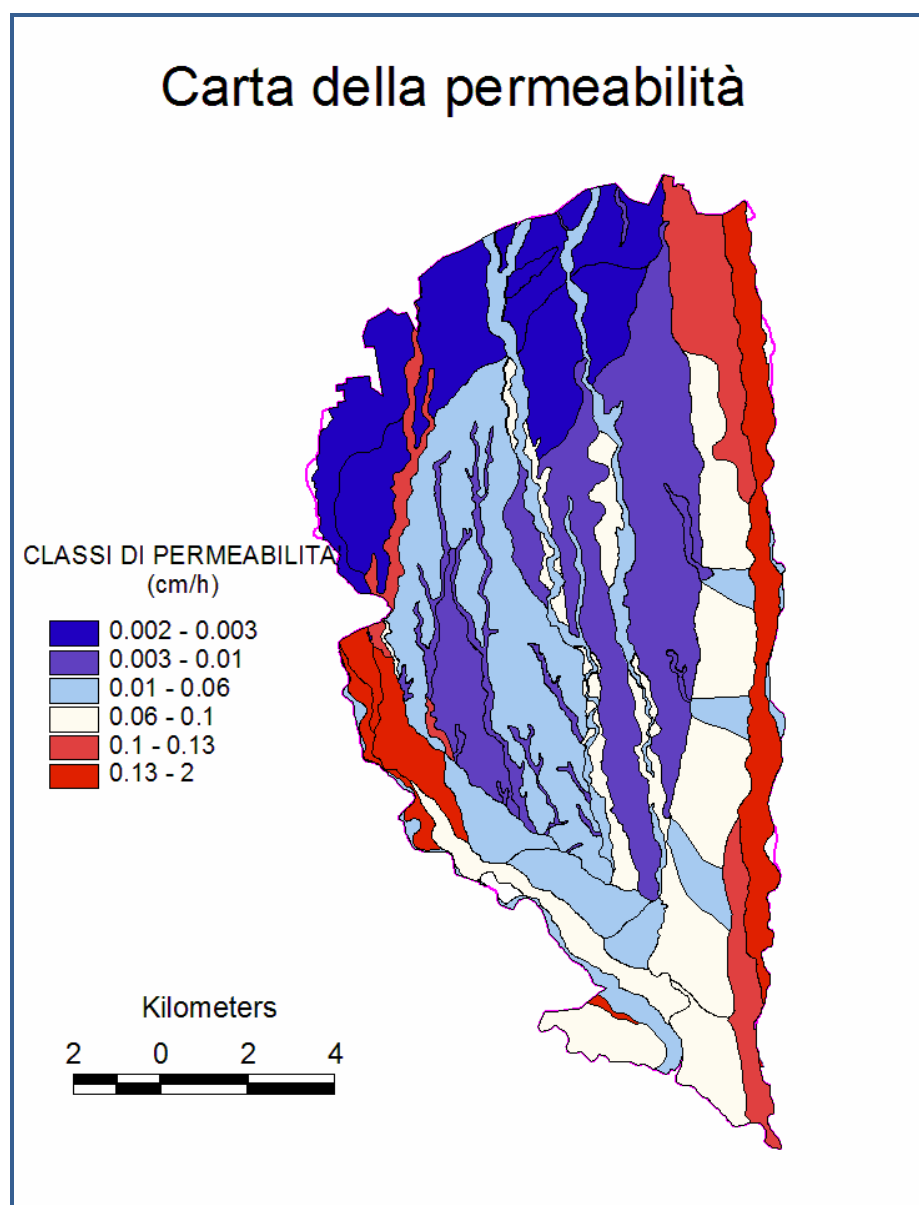 Carta della permeabilità
CLASSI DI PERMEABILITA'
(cm/h)
0.002 - 0.003
0.003 - 0.01
0.01 - 0.06
0.06 - 0.1
0.1 - 0.13
0.13 - 2
Kilometers
2 0 2 4